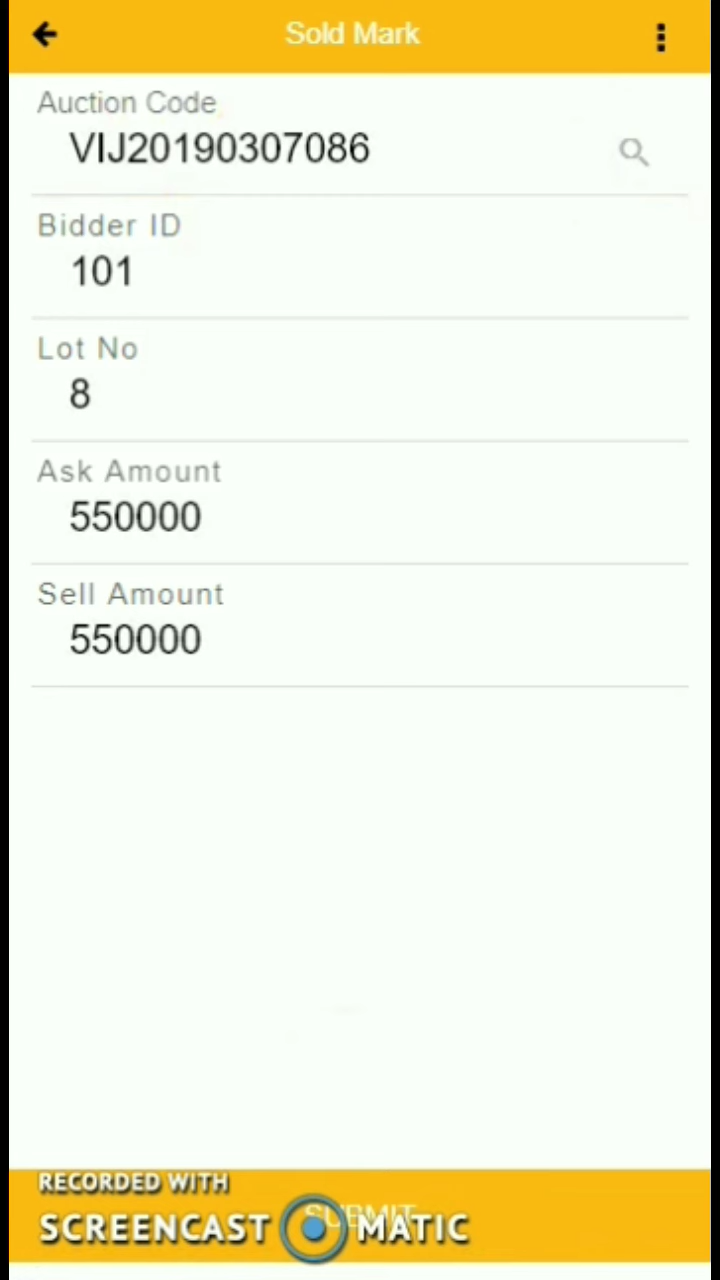 Sold Mark
Auction Code
VIJ20190307086
Bidder ID
101
Lot No
8
Ask Amount
550000
Sell Amount
550000
SUBMIT
RECORDED WITH
SCREENCAST MATIC